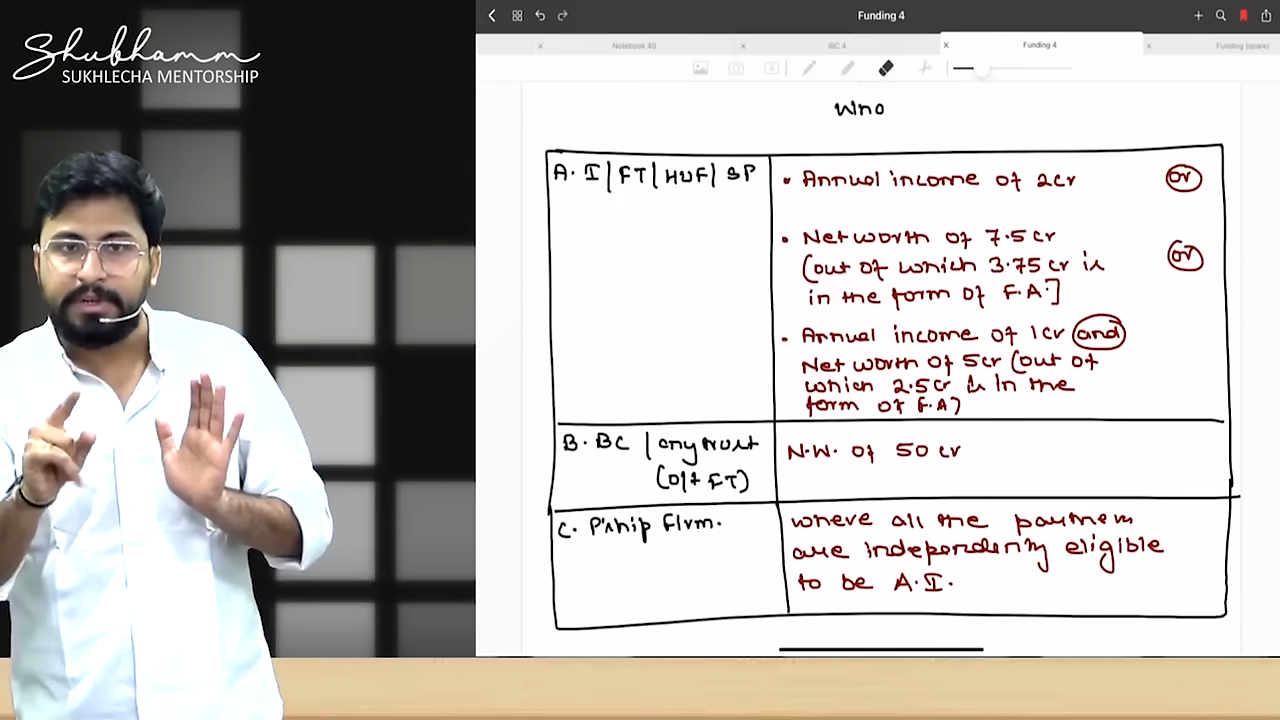 Shubhamm
SUKHLECHA MENTORSHIP
Funding 4
Notebook 40
IBC 4
Funding 4
Funding (spare)
Who
A. I | FT | HUF | SP
• Annual income of 2cr
or
• Networth of 7.5 cr
(out of which 3.75 cr is
or
in the form of F.A.]
• Annual income of 1cr and
Net worth of 5cr (out of
which 2.5cr is in the
form of F.A)
B. BC | any trust
(o/t FT)
N.W. of 50 cr
C. P'ship Firm.
where all the partners
are independently eligible
to be A.I.